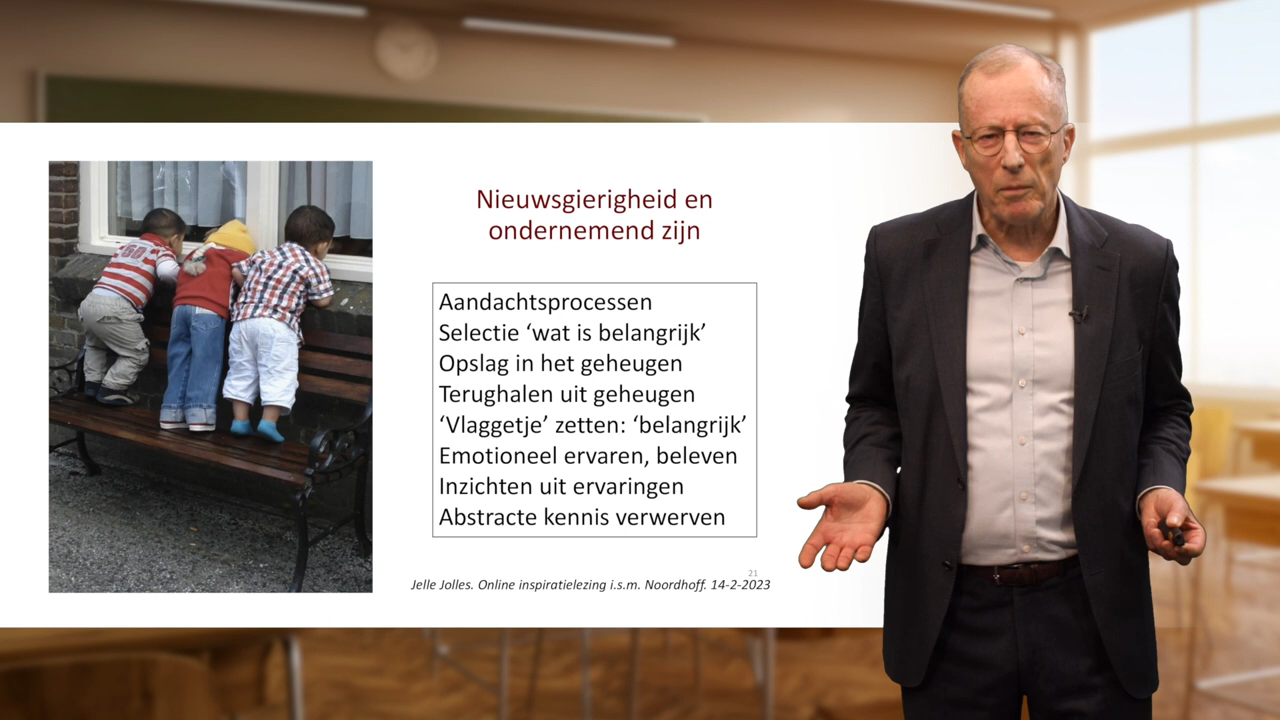 Nieuwsgierigheid en
ondernemend zijn
Aandachtsprocessen
Selectie ‘wat is belangrijk’
Opslag in het geheugen
Terughalen uit geheugen
‘Vlaggetje’ zetten: ‘belangrijk’
Emotioneel ervaren, beleven
Inzichten uit ervaringen
Abstracte kennis verwerven
21
Jelle Jolles. Online inspiratielezing i.s.m. Noordhoff. 14-2-2023